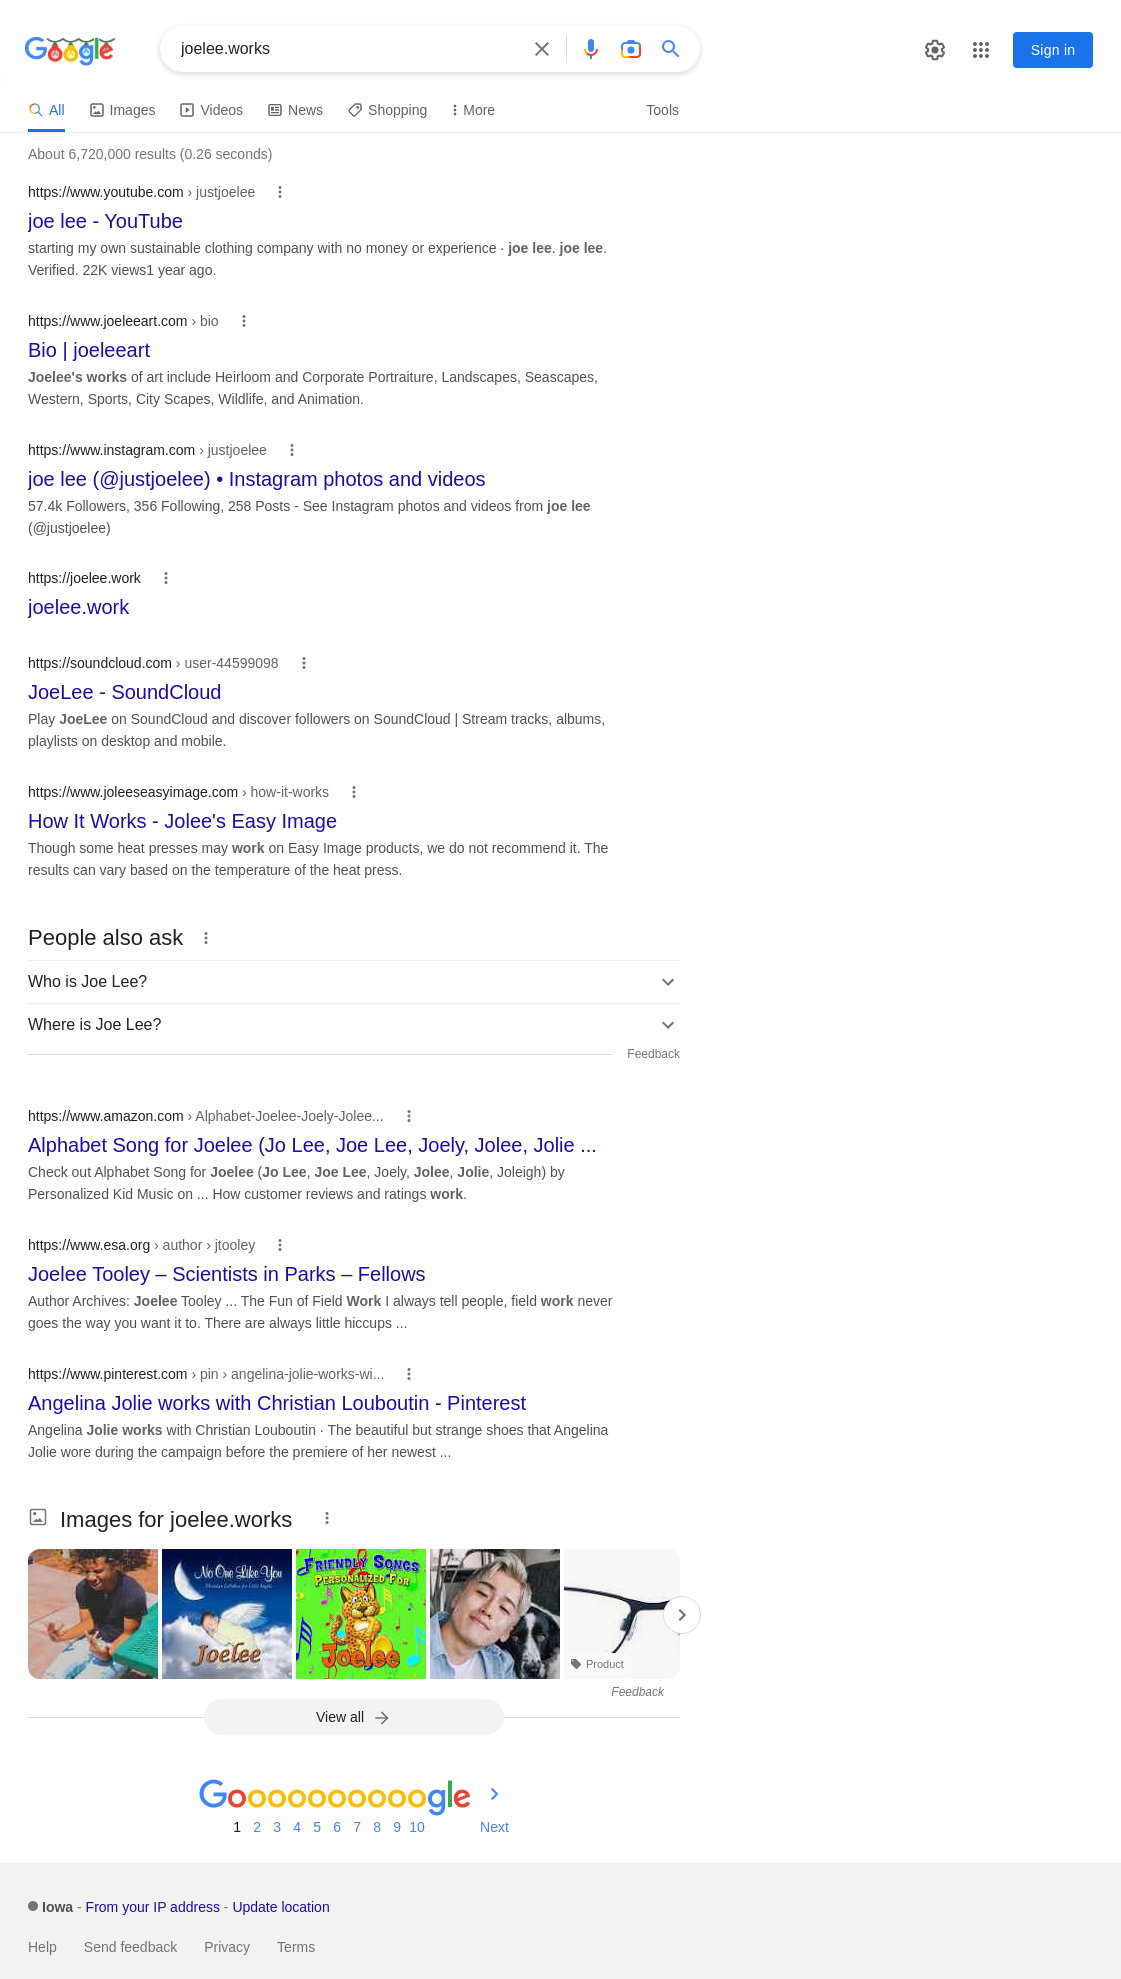 Google
joelee.works
Sign in
All Images Videos News Shopping More Tools
About 6,720,000 results (0.26 seconds)
https://www.youtube.com › justjoelee
joe lee - YouTube
starting my own sustainable clothing company with no money or experience · joe lee. joe lee.
Verified. 22K views1 year ago.
https://www.joeleeart.com › bio
Bio | joeleeart
Joelee's works of art include Heirloom and Corporate Portraiture, Landscapes, Seascapes,
Western, Sports, City Scapes, Wildlife, and Animation.
https://www.instagram.com › justjoelee
joe lee (@justjoelee) • Instagram photos and videos
57.4k Followers, 356 Following, 258 Posts - See Instagram photos and videos from joe lee
(@justjoelee)
https://joelee.work
joelee.work
https://soundcloud.com › user-44599098
JoeLee - SoundCloud
Play JoeLee on SoundCloud and discover followers on SoundCloud | Stream tracks, albums,
playlists on desktop and mobile.
https://www.joleeseasyimage.com › how-it-works
How It Works - Jolee's Easy Image
Though some heat presses may work on Easy Image products, we do not recommend it. The
results can vary based on the temperature of the heat press.
People also ask
Who is Joe Lee?
Where is Joe Lee?
Feedback
https://www.amazon.com › Alphabet-Joelee-Joely-Jolee...
Alphabet Song for Joelee (Jo Lee, Joe Lee, Joely, Jolee, Jolie ...
Check out Alphabet Song for Joelee (Jo Lee, Joe Lee, Joely, Jolee, Jolie, Joleigh) by
Personalized Kid Music on ... How customer reviews and ratings work.
https://www.esa.org › author › jtooley
Joelee Tooley – Scientists in Parks – Fellows
Author Archives: Joelee Tooley ... The Fun of Field Work I always tell people, field work never
goes the way you want it to. There are always little hiccups ...
https://www.pinterest.com › pin › angelina-jolie-works-wi...
Angelina Jolie works with Christian Louboutin - Pinterest
Angelina Jolie works with Christian Louboutin · The beautiful but strange shoes that Angelina
Jolie wore during the campaign before the premiere of her newest ...
Images for joelee.works
No One Like You
Christian Lullabies for Little Angels
Joelee
FRIENDLY SONGS
PERSONALIZED FOR
Joelee
Product
Feedback
View all
Goooooooooogle
1 2 3 4 5 6 7 8 9 10 Next
Iowa - From your IP address - Update location
Help Send feedback Privacy Terms